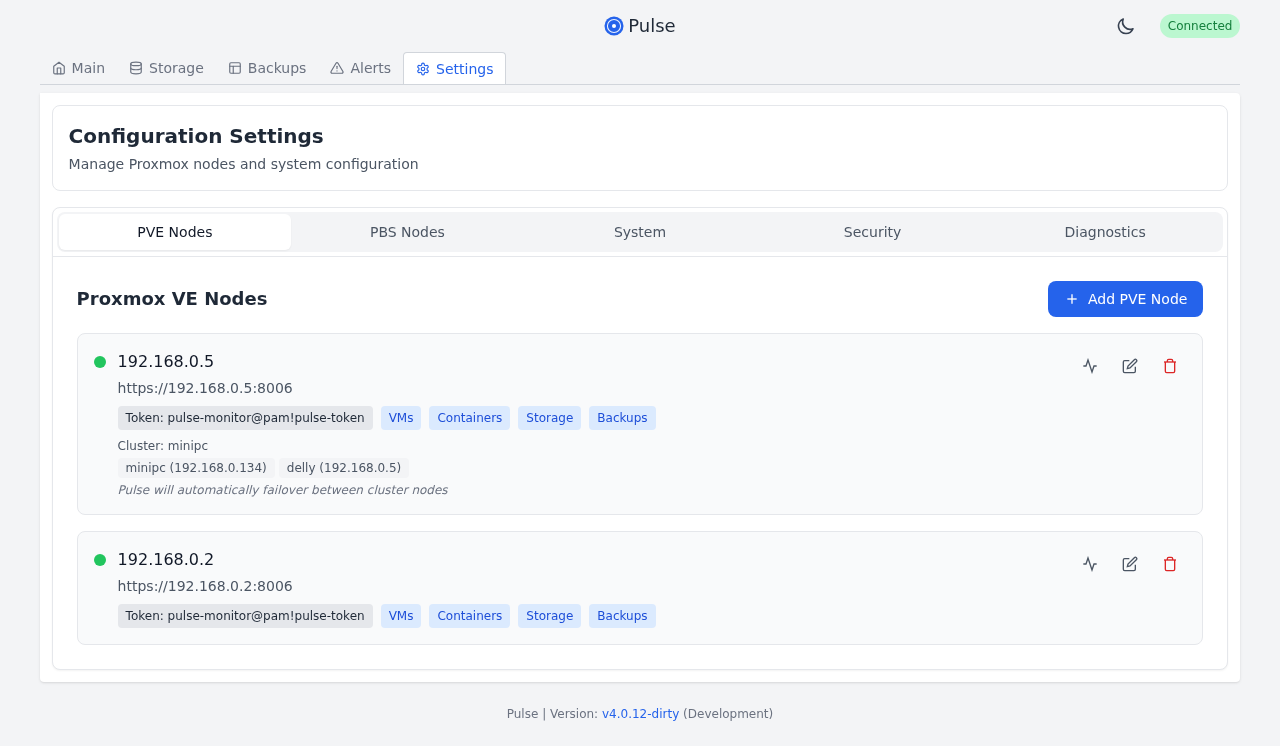 Pulse
Connected
Main Storage Backups Alerts Settings
Configuration Settings
Manage Proxmox nodes and system configuration
PVE Nodes PBS Nodes System Security Diagnostics
Proxmox VE Nodes
Add PVE Node
192.168.0.5
https://192.168.0.5:8006
Token: pulse-monitor@pam!pulse-token VMs Containers Storage Backups
Cluster: minipc
minipc (192.168.0.134) delly (192.168.0.5)
Pulse will automatically failover between cluster nodes
192.168.0.2
https://192.168.0.2:8006
Token: pulse-monitor@pam!pulse-token VMs Containers Storage Backups
Pulse | Version: v4.0.12-dirty (Development)